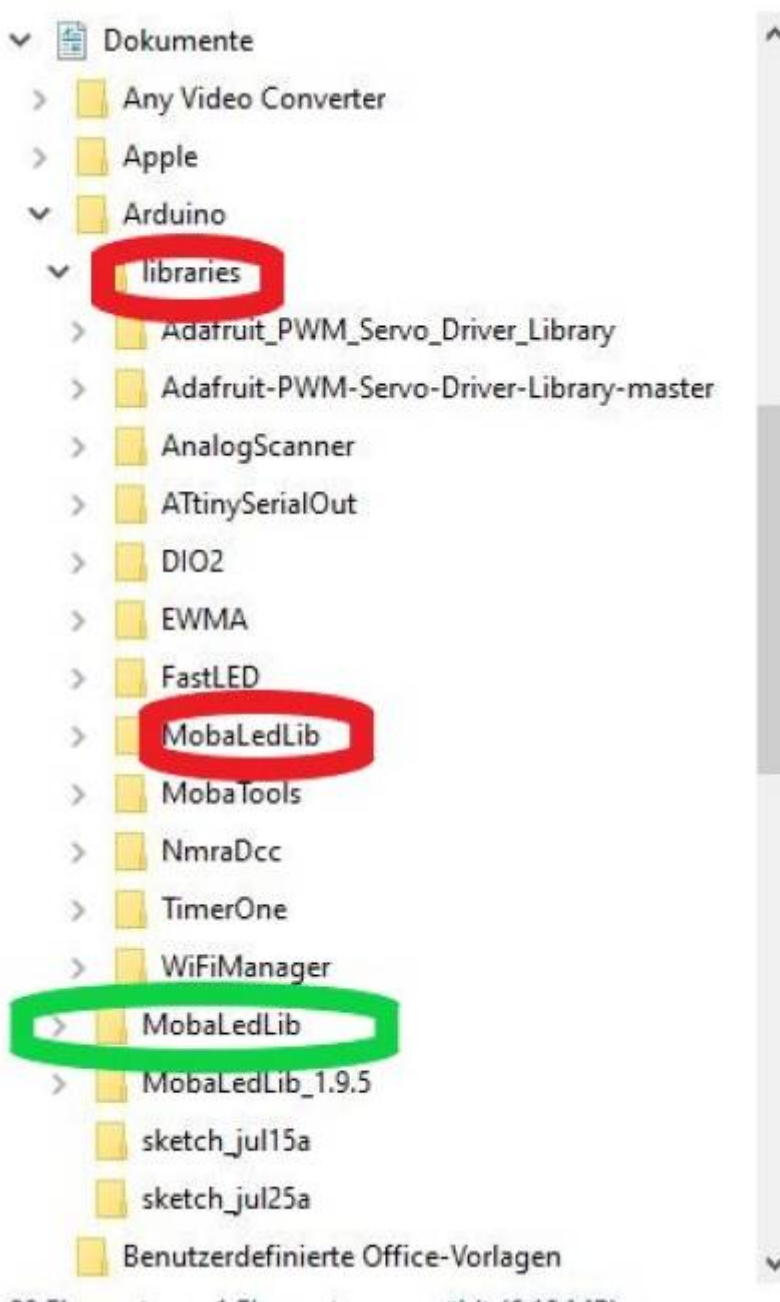 Dokumente
Any Video Converter
Apple
Arduino
libraries
Adafruit_PWM_Servo_Driver_Library
Adafruit-PWM-Servo-Driver-Library-master
AnalogScanner
ATtinySerialOut
DIO2
EWMA
FastLED
MobaLedLib
MobaTools
NmraDcc
TimerOne
WiFiManager
MobaLedLib
MobaLedLib_1.9.5
sketch_jul15a
sketch_jul25a
Benutzerdefinierte Office-Vorlagen